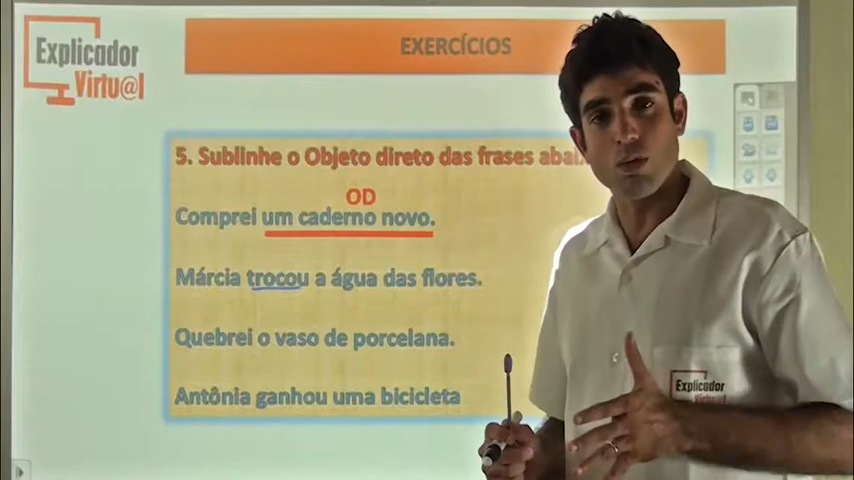 Explicador
Virtu@l
EXERCÍCIOS
5. Sublinhe o Objeto direto das frases
OD
Comprei um caderno novo.
Márcia trocou a água das flores.
Quebrei o vaso de porcelana.
Antônia ganhou uma bicicleta
Explicador